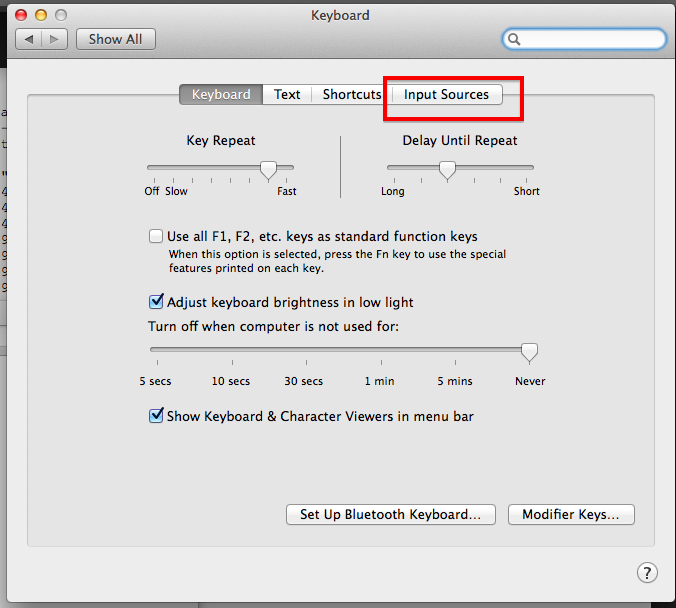 Keyboard
Show All
Keyboard Text Shortcuts Input Sources
Key Repeat Delay Until Repeat
Off Slow Fast Long Short
Use all F1, F2, etc. keys as standard function keys
When this option is selected, press the Fn key to use the special
features printed on each key.
Adjust keyboard brightness in low light
Turn off when computer is not used for:
5 secs 10 secs 30 secs 1 min 5 mins Never
Show Keyboard & Character Viewers in menu bar
Set Up Bluetooth Keyboard... Modifier Keys...
?